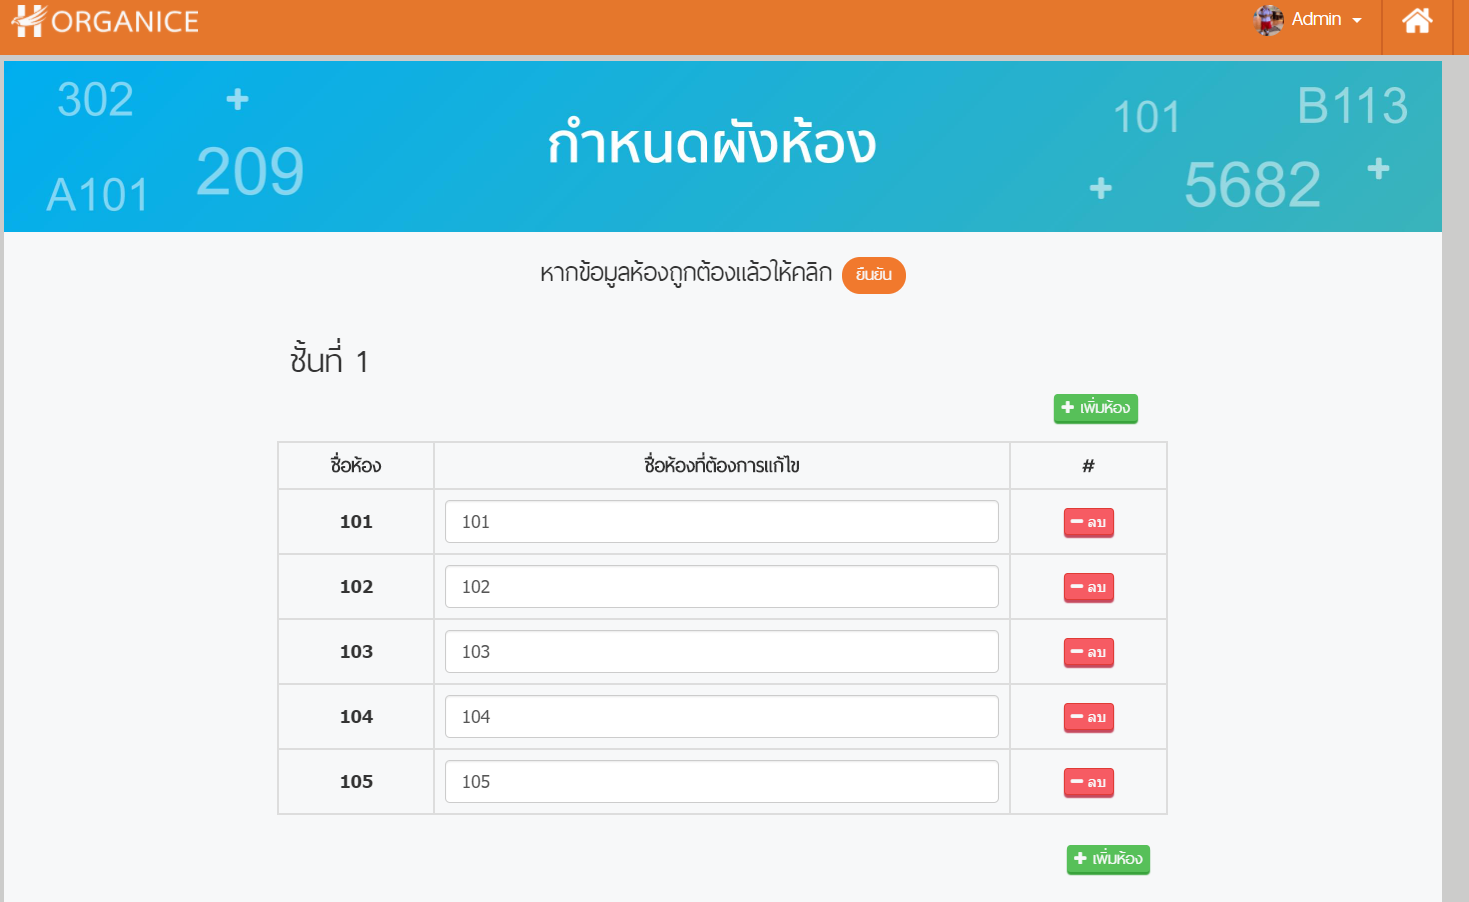 HORGANICE
Admin
302
209
A101
กำหนดผังห้อง
101
B113
5682
หากข้อมูลห้องถูกต้องแล้วให้คลิก ยืนยัน
ชั้นที่ 1
เพิ่มห้อง
ชื่อห้อง ชื่อห้องที่ต้องการแก้ไข #
101 101 ลบ
102 102 ลบ
103 103 ลบ
104 104 ลบ
105 105 ลบ
เพิ่มห้อง